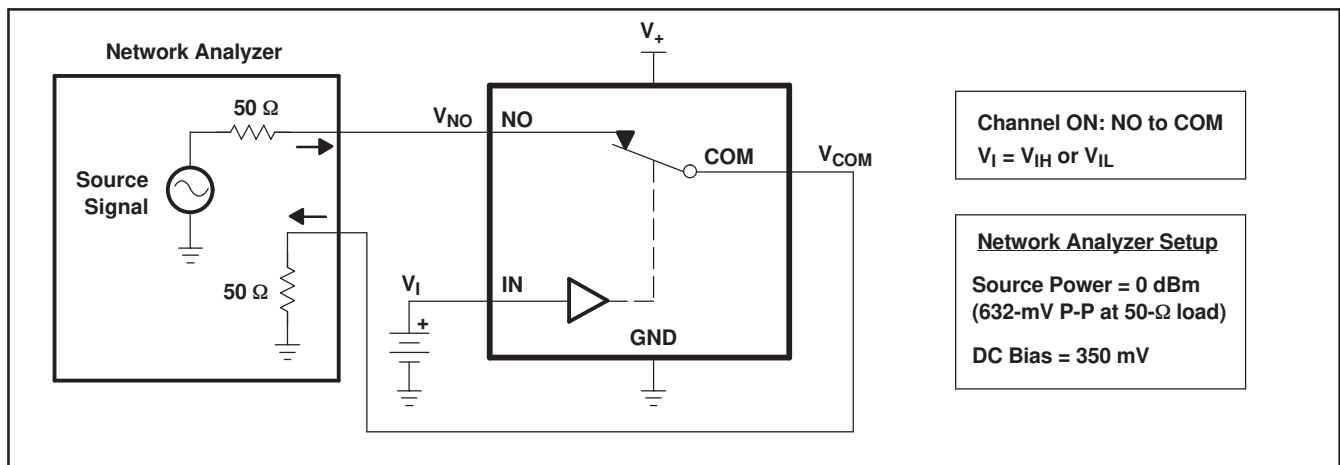 Network Analyzer
50 Ω
Source
Signal
50 Ω
V+
VNO
NO
COM
VCOM
VI
+
IN
GND
Channel ON: NO to COM
VI = VIH or VIL
Network Analyzer Setup
Source Power = 0 dBm
(632-mV P-P at 50-Ω load)
DC Bias = 350 mV